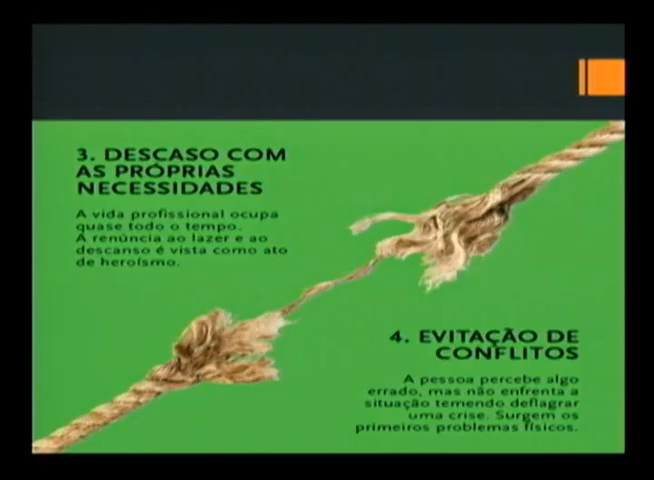 3. DESCASO COM
AS PRÓPRIAS
NECESSIDADES
A vida profissional ocupa
quase todo o tempo.
A renúncia ao lazer e ao
descanso é vista como ato
de heroísmo.
4. EVITAÇÃO DE
CONFLITOS
A pessoa percebe algo
errado, mas não enfrenta a
situação temendo deflagrar
uma crise. Surgem os
primeiros problemas físicos.